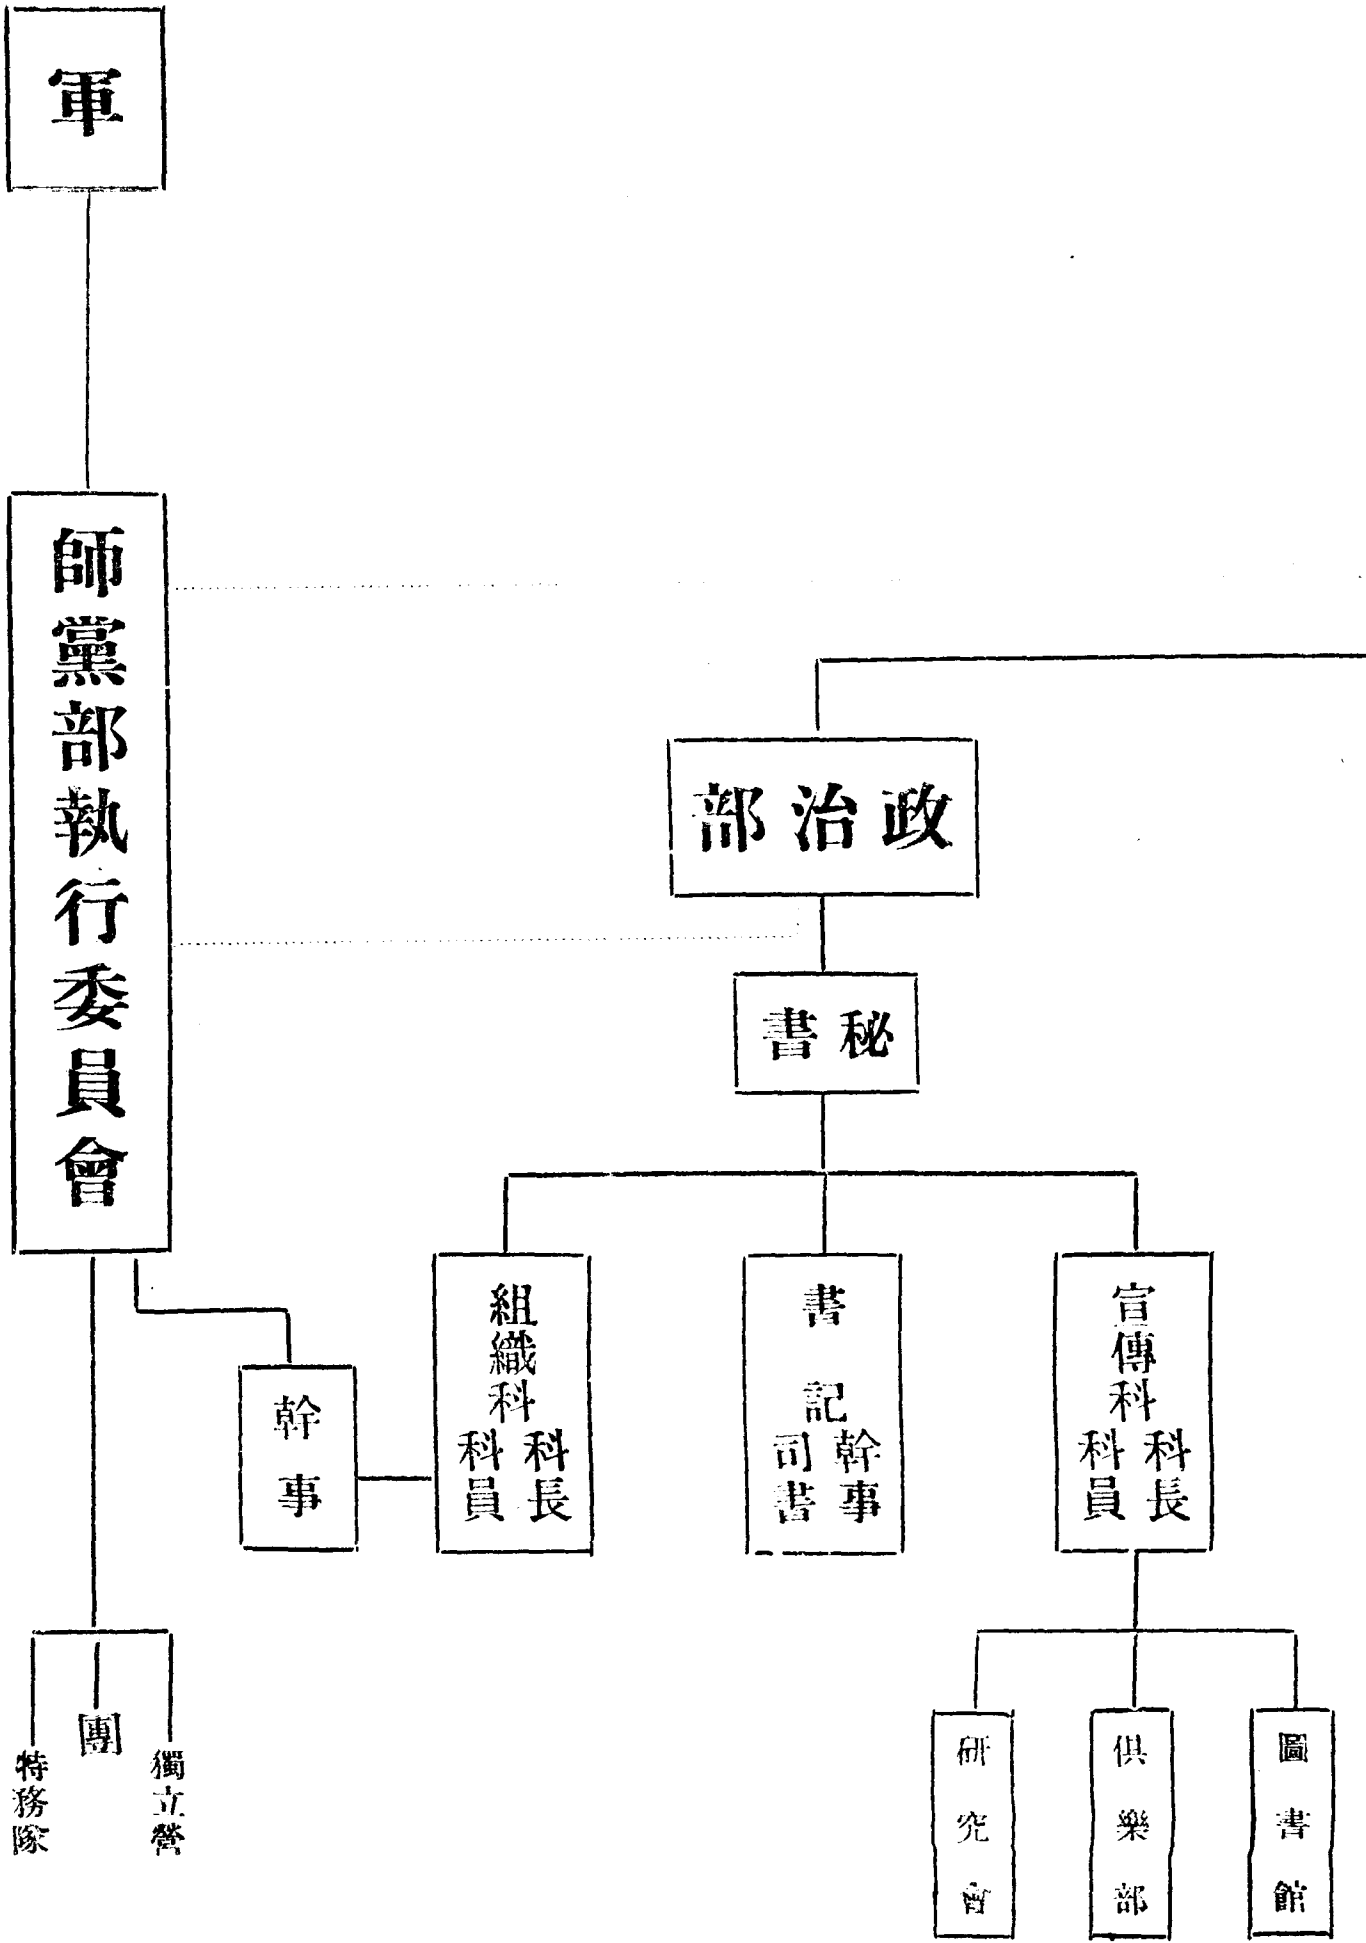 軍
師黨部執行委員會
政治部
秘書
宣傳科
科長
科員
書記
幹事
司書
組織科
科長
科員
幹事
圖書館
俱樂部
研究會
獨立營
團
特務隊